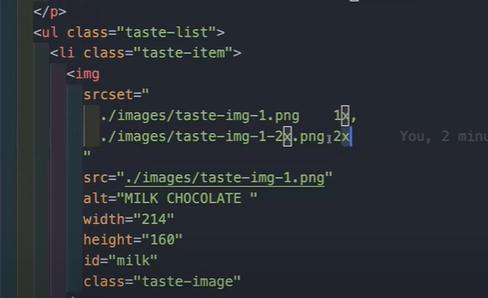 </p>
<ul class="taste-list">
<li class="taste-item">
<img
srcset="
./images/taste-img-1.png    1x,
./images/taste-img-1-2x.png 2x    You, 2 minu
"
src="./images/taste-img-1.png"
alt="MILK CHOCOLATE "
width="214"
height="160"
id="milk"
class="taste-image"